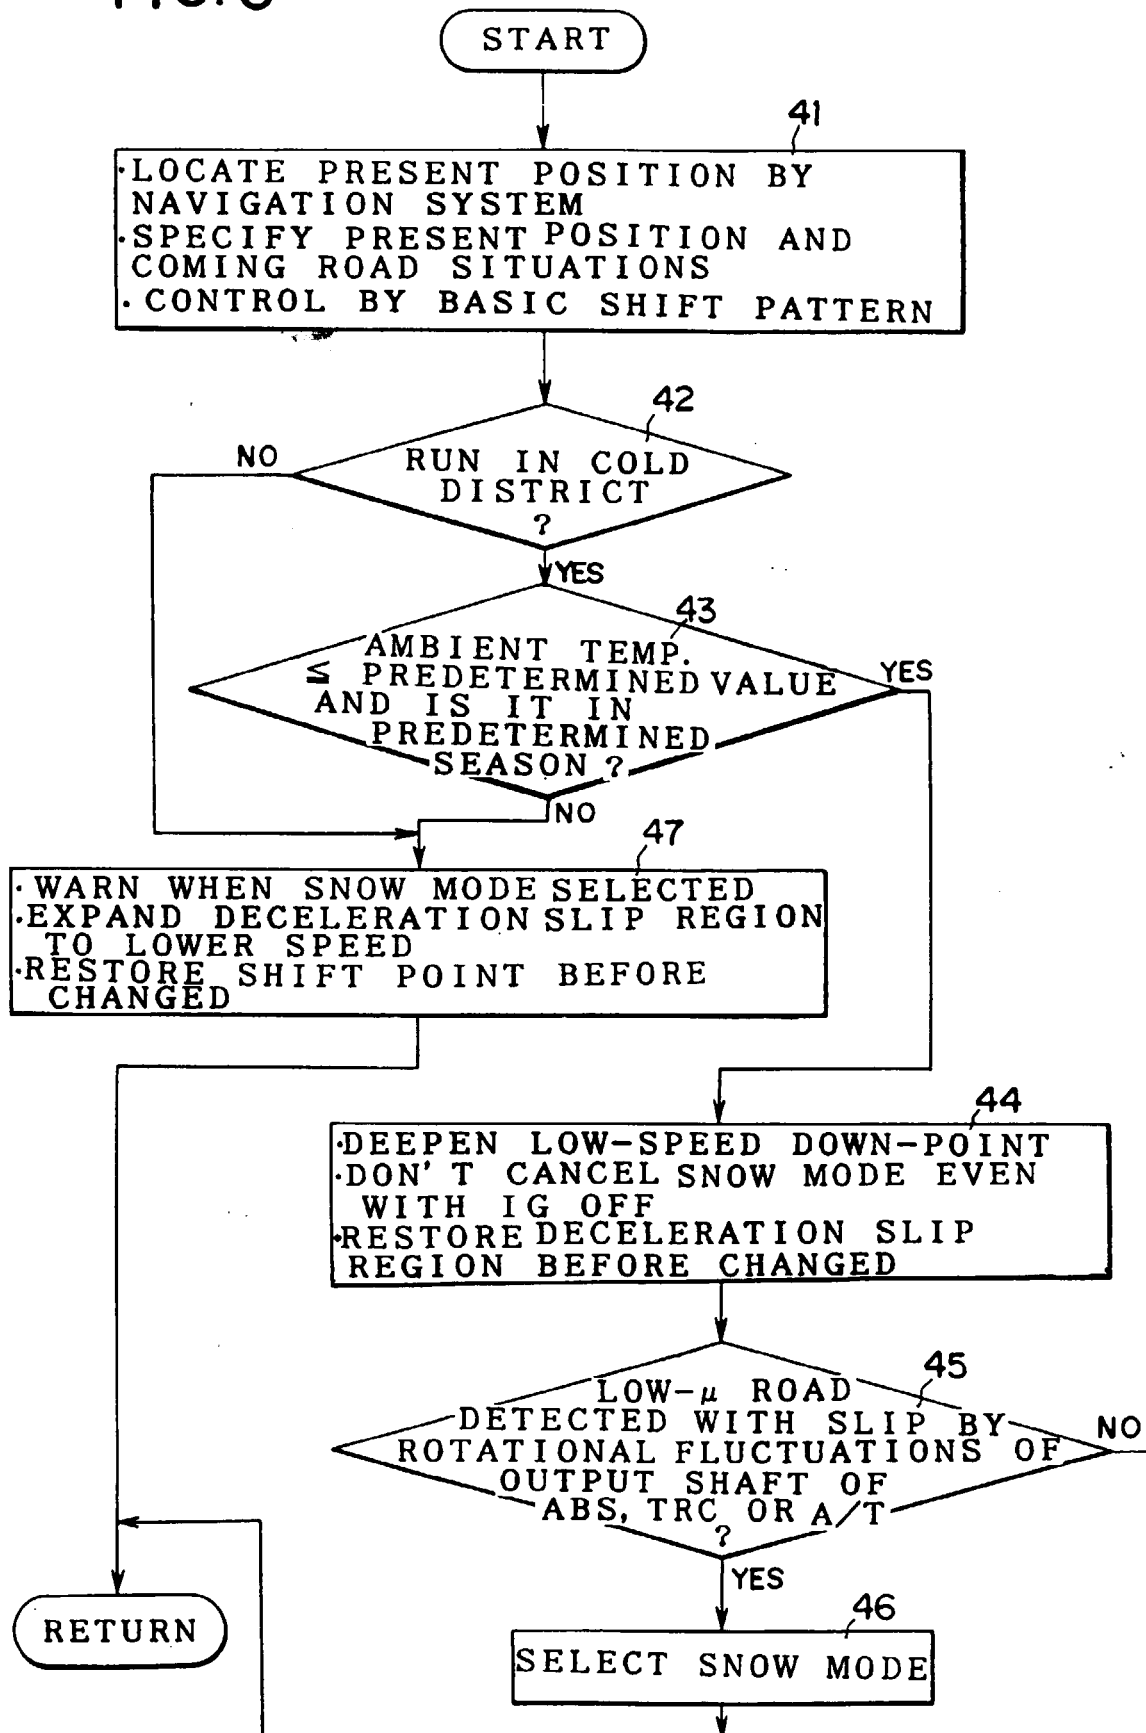 START
41
·LOCATE PRESENT POSITION BY
NAVIGATION SYSTEM
·SPECIFY PRESENT POSITION AND
COMING ROAD SITUATIONS
·CONTROL BY BASIC SHIFT PATTERN
42
NO
RUN IN COLD
DISTRICT
?
YES
43
AMBIENT TEMP.
≦ PREDETERMINED VALUE
AND IS IT IN
PREDETERMINED
SEASON ?
YES
NO
47
·WARN WHEN SNOW MODE SELECTED
·EXPAND DECELERATION SLIP REGION
TO LOWER SPEED
·RESTORE SHIFT POINT BEFORE
CHANGED
44
·DEEPEN LOW-SPEED DOWN-POINT
·DON'T CANCEL SNOW MODE EVEN
WITH IG OFF
·RESTORE DECELERATION SLIP
REGION BEFORE CHANGED
45
LOW-μ ROAD
DETECTED WITH SLIP BY
ROTATIONAL FLUCTUATIONS OF
OUTPUT SHAFT OF
ABS, TRC OR A/T
?
NO
YES
46
RETURN
SELECT SNOW MODE